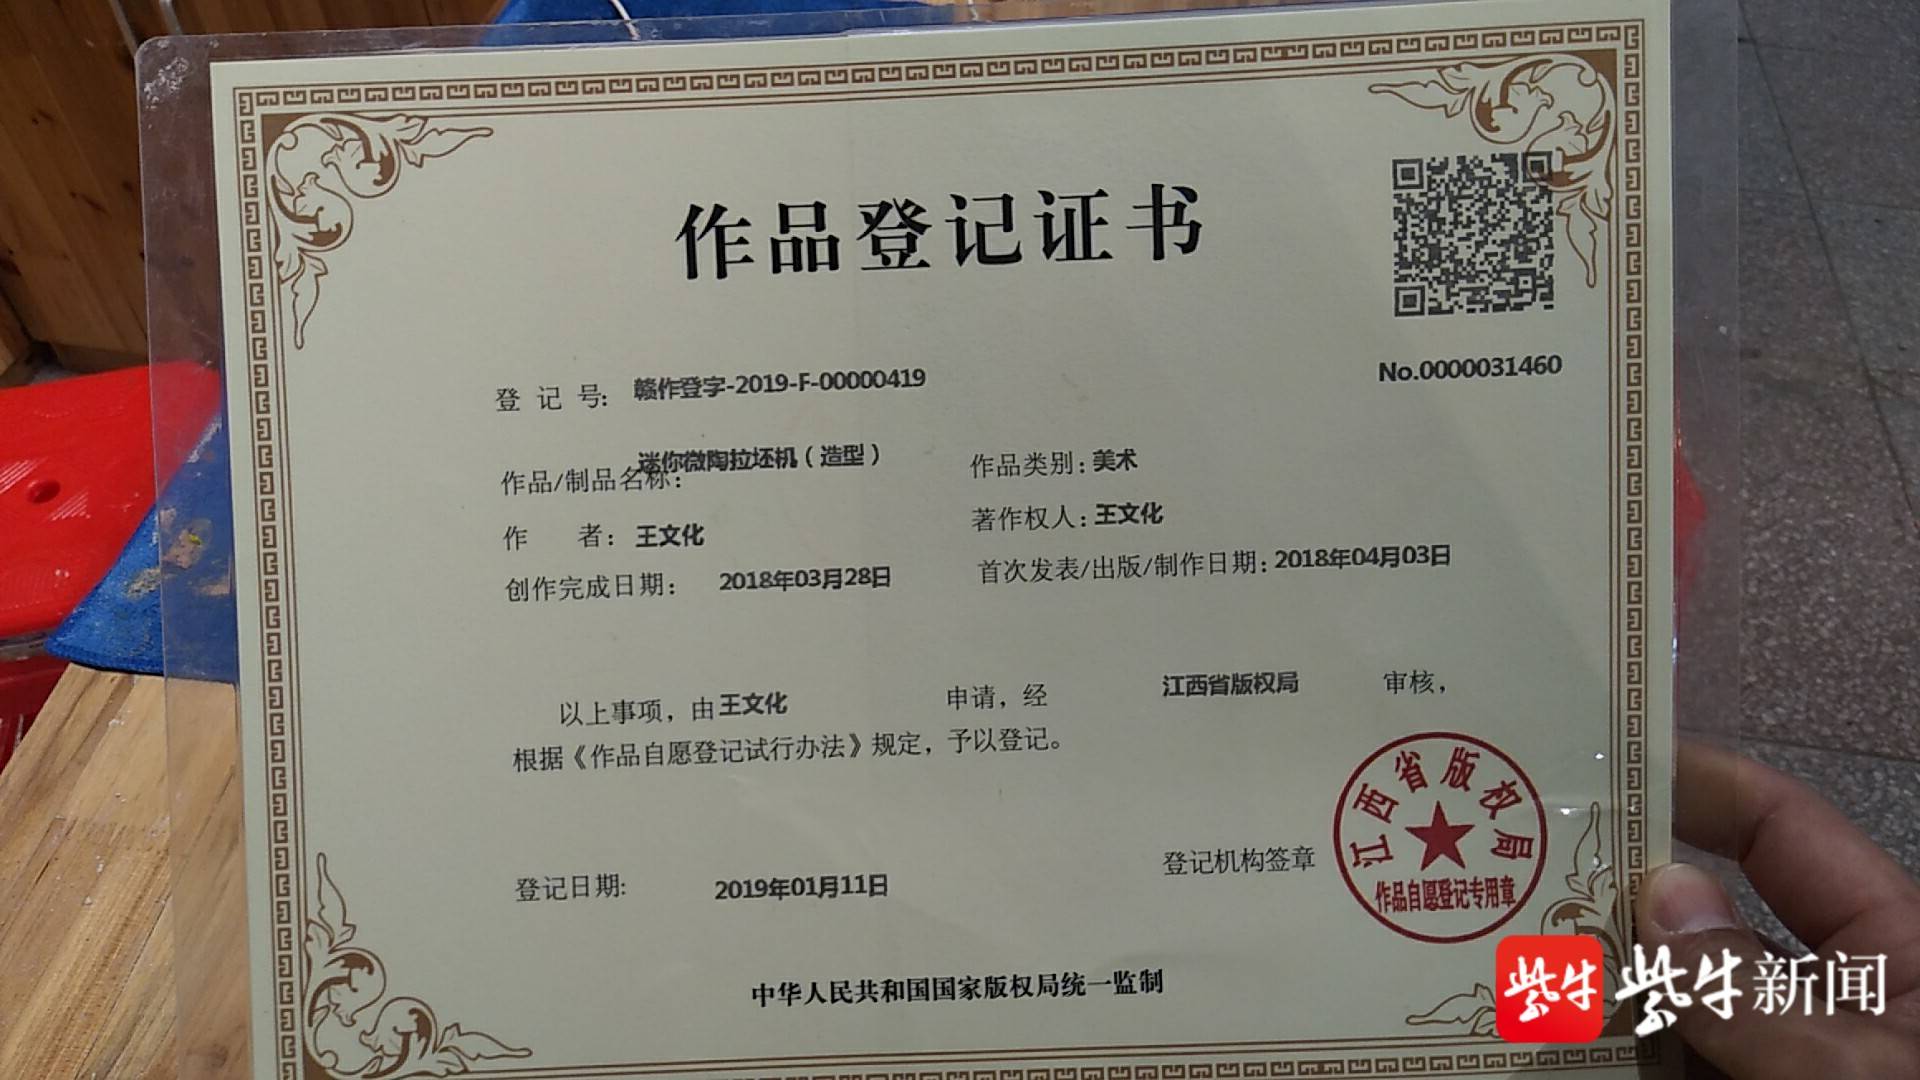 作品登记证书
No.0000031460
登 记 号: 赣作登字-2019-F-00000419
作品/制品名称: 迷你微陶拉坯机（造型） 作品类别: 美术
作 者: 王文化 著作权人: 王文化
创作完成日期: 2018年03月28日 首次发表/出版/制作日期: 2018年04月03日
以上事项，由 王文化 申请，经 江西省版权局 审核，
根据《作品自愿登记试行办法》规定，予以登记。
登记日期: 2019年01月11日 登记机构签章
江西省版权局
作品自愿登记专用章
中华人民共和国国家版权局统一监制
紫牛 紫牛新闻